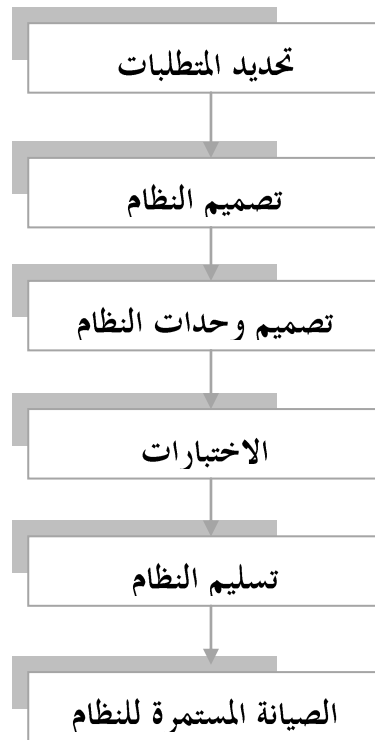 تحديد المتطلبات
تصميم النظام
تصميم وحدات النظام
الاختبارات
تسليم النظام
الصيانة المستمرة للنظام